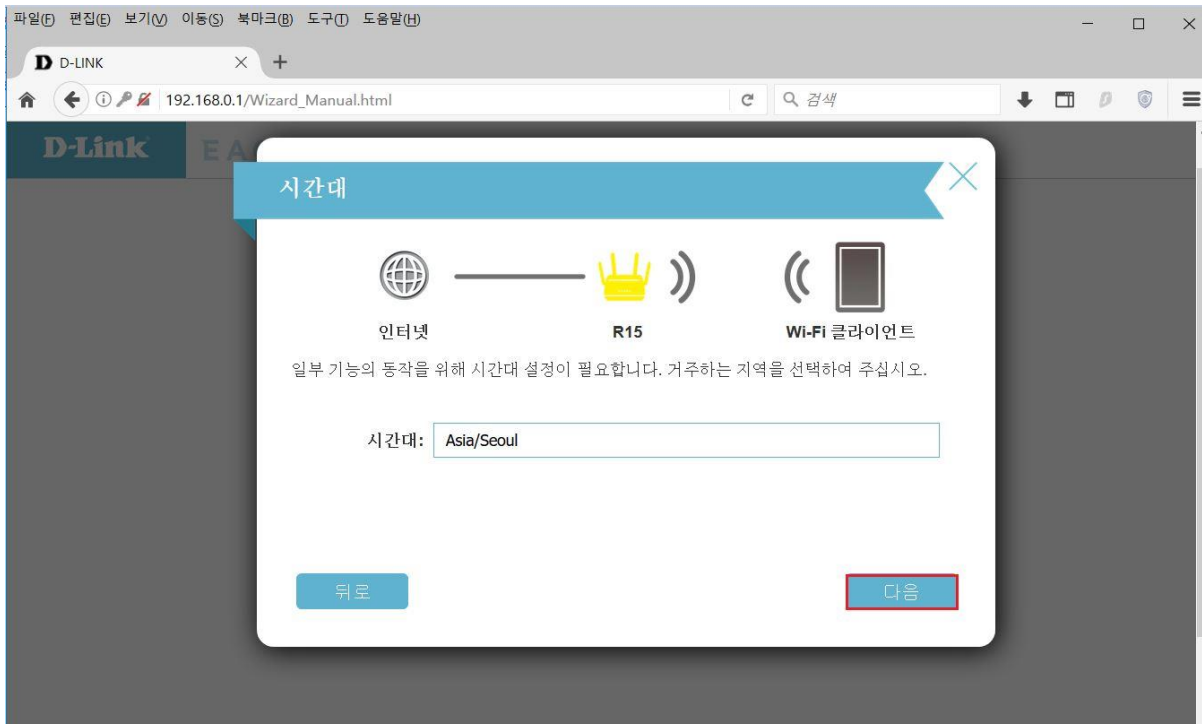 파일(F) 편집(E) 보기(V) 이동(S) 북마크(B) 도구(T) 도움말(H)
D D-LINK
192.168.0.1/Wizard_Manual.html
검색
D-Link EA
시간대
인터넷 R15 Wi-Fi 클라이언트
일부 기능의 동작을 위해 시간대 설정이 필요합니다. 거주하는 지역을 선택하여 주십시오.
시간대: Asia/Seoul
뒤로 다음